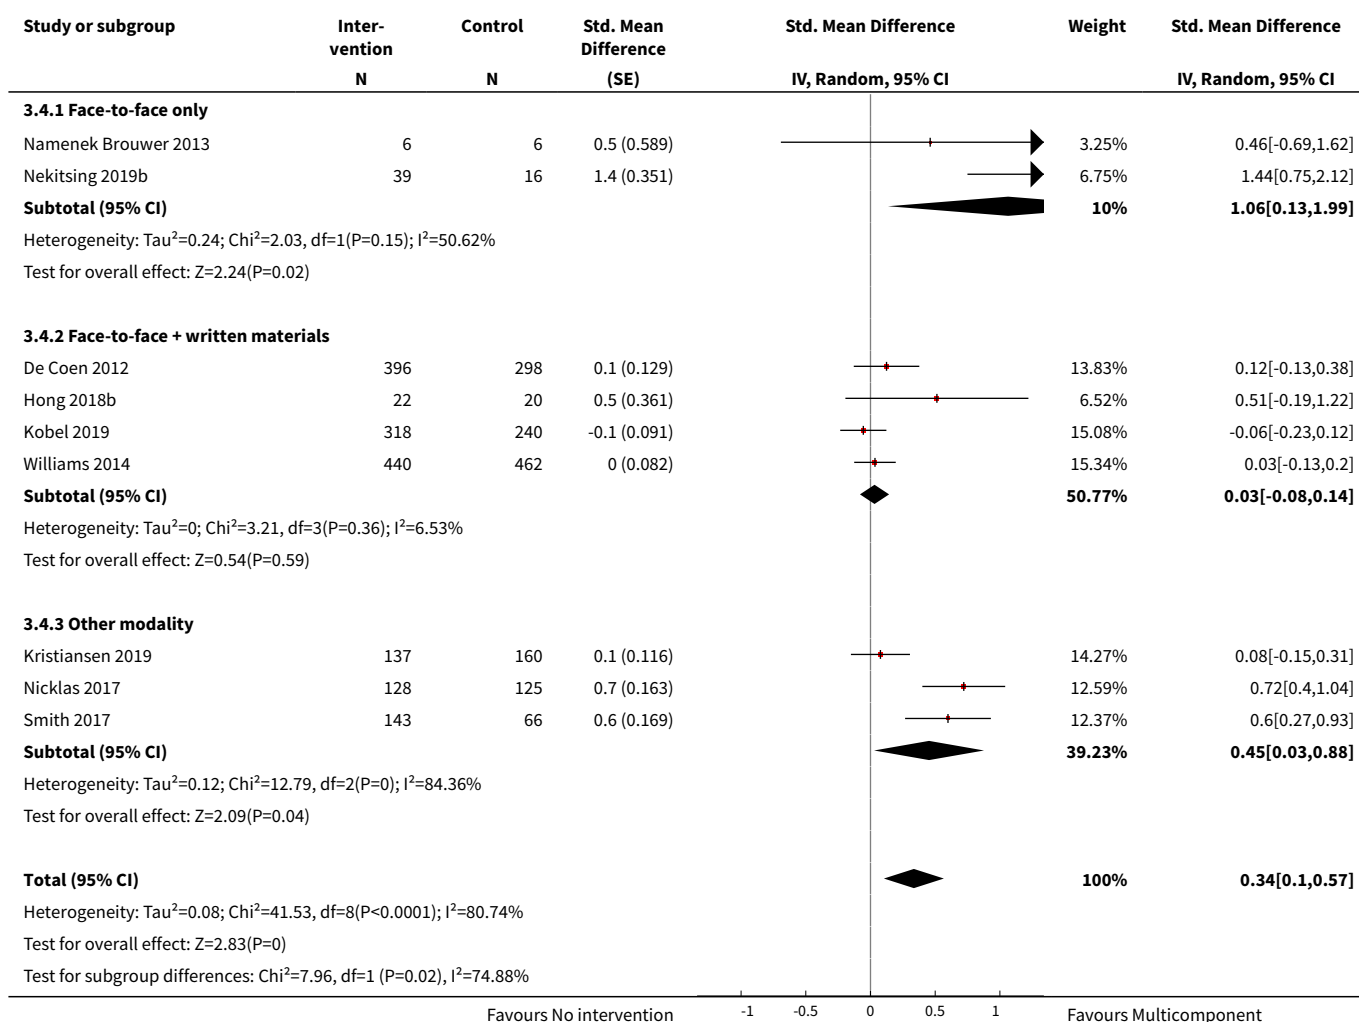 Study or subgroup Inter- Control Std. Mean Std. Mean Difference Weight Std. Mean Difference
vention Difference
N N (SE) IV, Random, 95% CI IV, Random, 95% CI
3.4.1 Face-to-face only
Namenek Brouwer 2013 6 6 0.5 (0.589) 3.25% 0.46[-0.69,1.62]
Nekitsing 2019b 39 16 1.4 (0.351) 6.75% 1.44[0.75,2.12]
Subtotal (95% CI) 10% 1.06[0.13,1.99]
Heterogeneity: Tau²=0.24; Chi²=2.03, df=1(P=0.15); I²=50.62%
Test for overall effect: Z=2.24(P=0.02)
3.4.2 Face-to-face + written materials
De Coen 2012 396 298 0.1 (0.129) 13.83% 0.12[-0.13,0.38]
Hong 2018b 22 20 0.5 (0.361) 6.52% 0.51[-0.19,1.22]
Kobel 2019 318 240 -0.1 (0.091) 15.08% -0.06[-0.23,0.12]
Williams 2014 440 462 0 (0.082) 15.34% 0.03[-0.13,0.2]
Subtotal (95% CI) 50.77% 0.03[-0.08,0.14]
Heterogeneity: Tau²=0; Chi²=3.21, df=3(P=0.36); I²=6.53%
Test for overall effect: Z=0.54(P=0.59)
3.4.3 Other modality
Kristiansen 2019 137 160 0.1 (0.116) 14.27% 0.08[-0.15,0.31]
Nicklas 2017 128 125 0.7 (0.163) 12.59% 0.72[0.4,1.04]
Smith 2017 143 66 0.6 (0.169) 12.37% 0.6[0.27,0.93]
Subtotal (95% CI) 39.23% 0.45[0.03,0.88]
Heterogeneity: Tau²=0.12; Chi²=12.79, df=2(P=0); I²=84.36%
Test for overall effect: Z=2.09(P=0.04)
Total (95% CI) 100% 0.34[0.1,0.57]
Heterogeneity: Tau²=0.08; Chi²=41.53, df=8(P<0.0001); I²=80.74%
Test for overall effect: Z=2.83(P=0)
Test for subgroup differences: Chi²=7.96, df=1 (P=0.02), I²=74.88%
Favours No intervention -1 -0.5 0 0.5 1 Favours Multicomponent